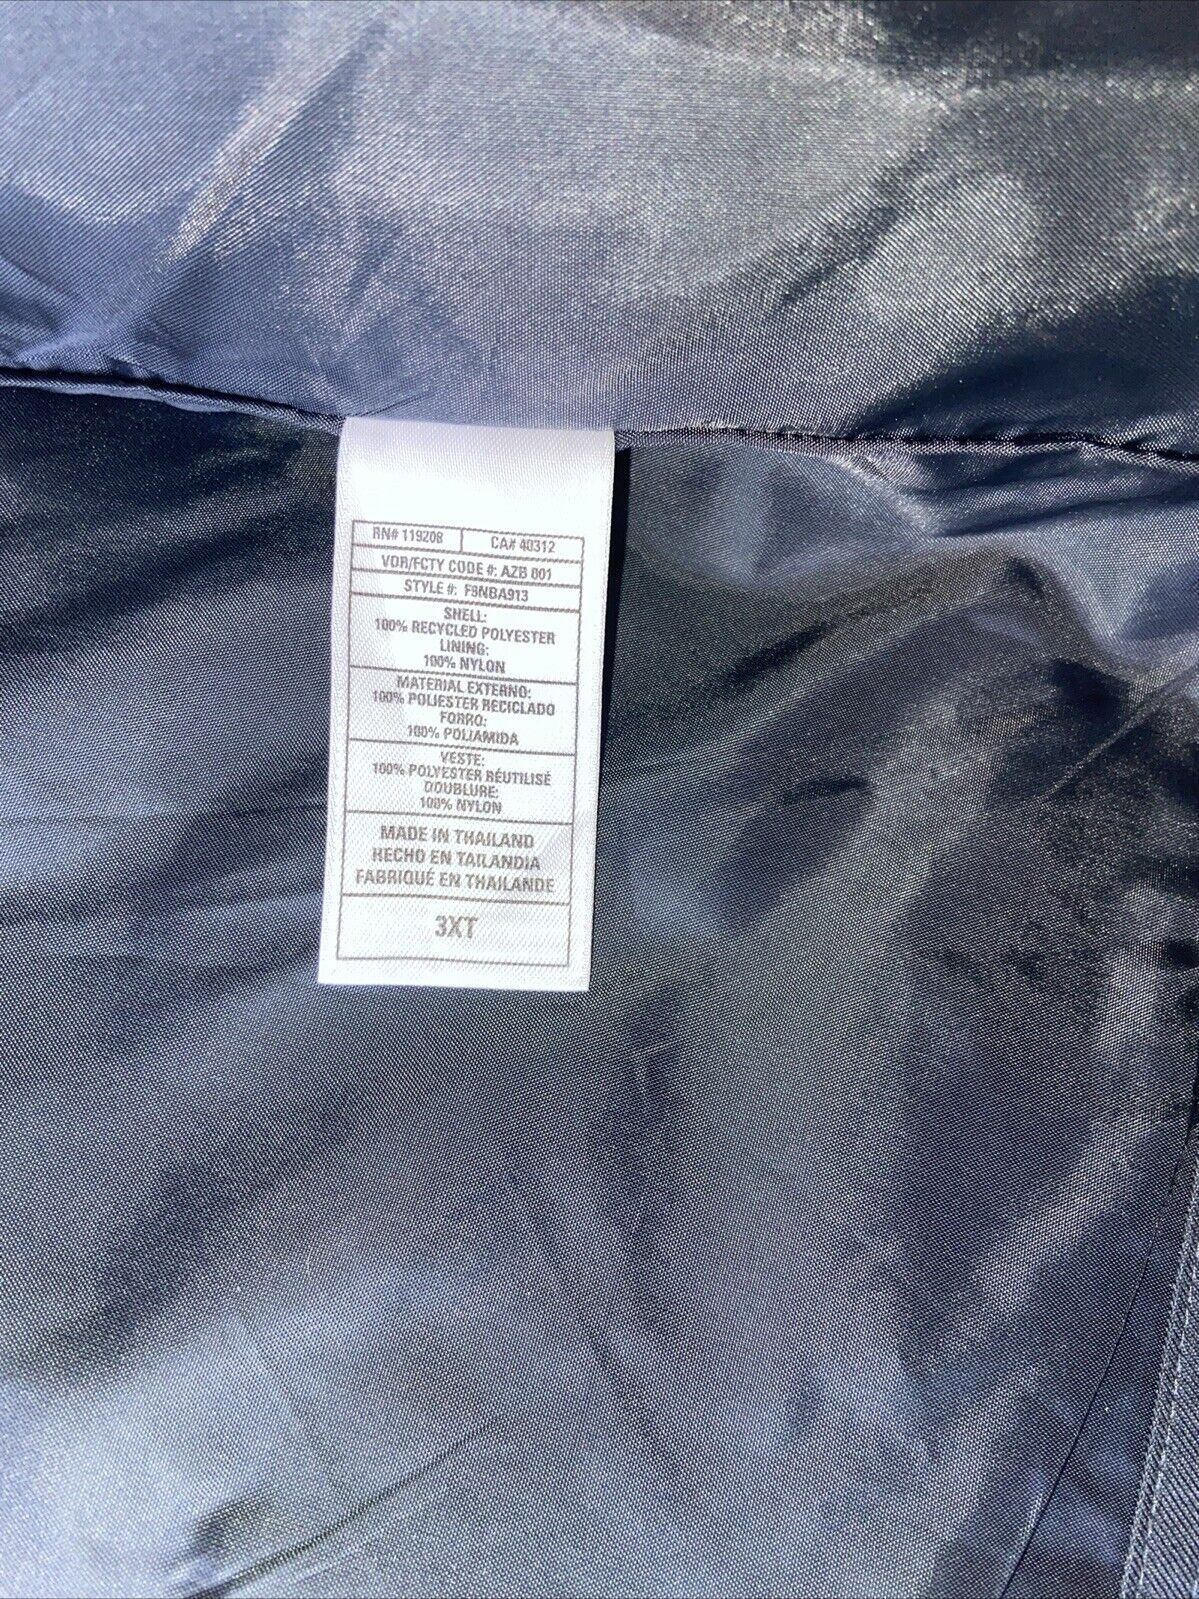 RN# 119208 CA# 40312
VDR/FCTY CODE #: AZB 001
STYLE #: F9NBA913
SHELL:
100% RECYCLED POLYESTER
LINING:
100% NYLON
MATERIAL EXTERNO:
100% POLIESTER RECICLADO
FORRO:
100% POLIAMIDA
VESTE:
100% POLYESTER RÉUTILISÉ
DOUBLURE:
100% NYLON
MADE IN THAILAND
HECHO EN TAILANDIA
FABRIQUÉ EN THAILANDE
3XT